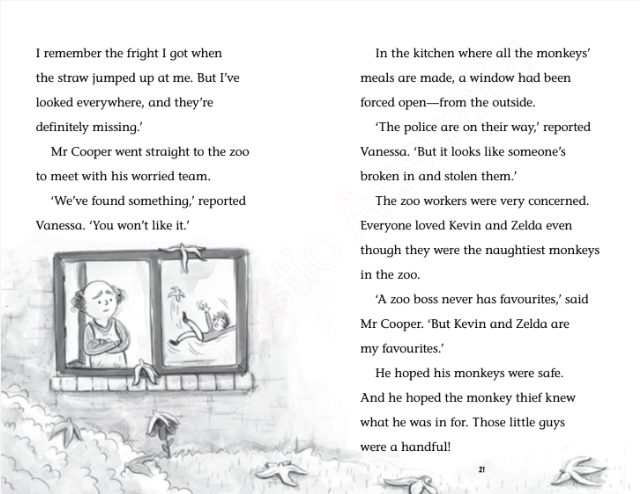 I remember the fright I got when
the straw jumped up at me. But I've
looked everywhere, and they're
definitely missing.'
Mr Cooper went straight to the zoo
to meet with his worried team.
'We've found something,' reported
Vanessa. 'You won't like it.'
In the kitchen where all the monkeys'
meals are made, a window had been
forced open—from the outside.
'The police are on their way,' reported
Vanessa. 'But it looks like someone's
broken in and stolen them.'
The zoo workers were very concerned.
Everyone loved Kevin and Zelda even
though they were the naughtiest monkeys
in the zoo.
'A zoo boss never has favourites,' said
Mr Cooper. 'But Kevin and Zelda are
my favourites.'
He hoped his monkeys were safe.
And he hoped the monkey thief knew
what he was in for. Those little guys
were a handful!
21